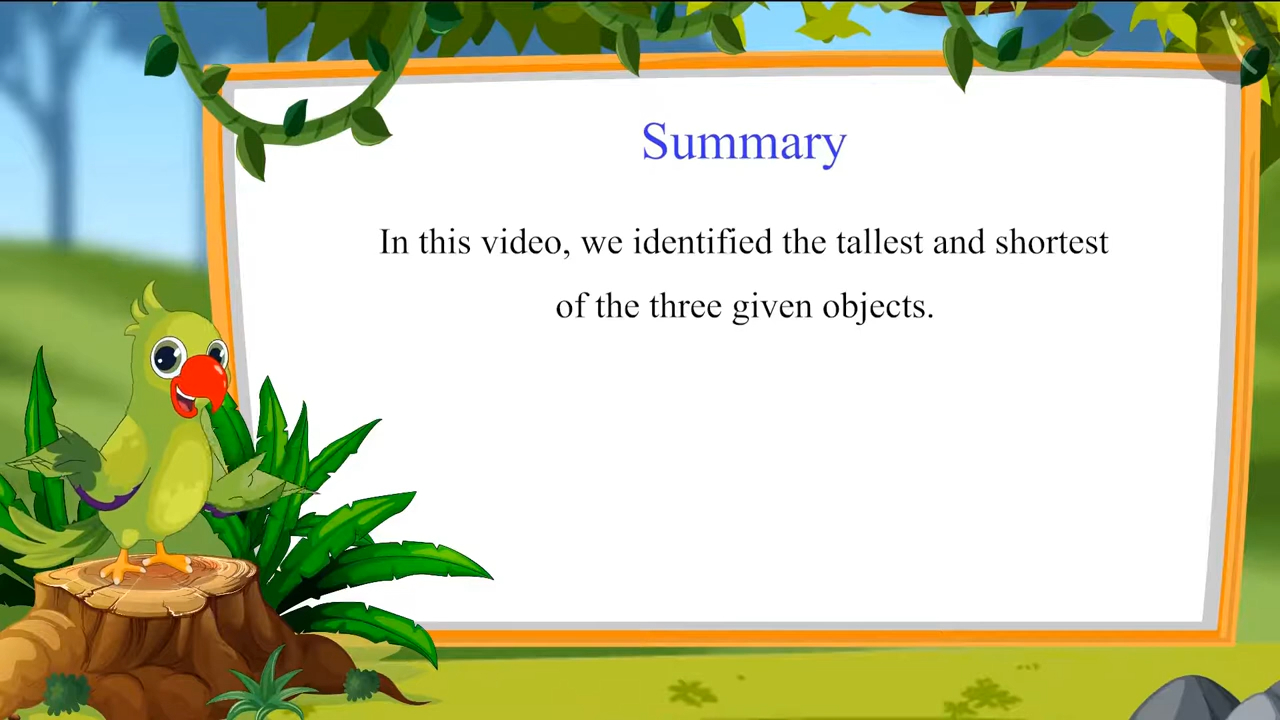 Summary
In this video, we identified the tallest and shortest
of the three given objects.